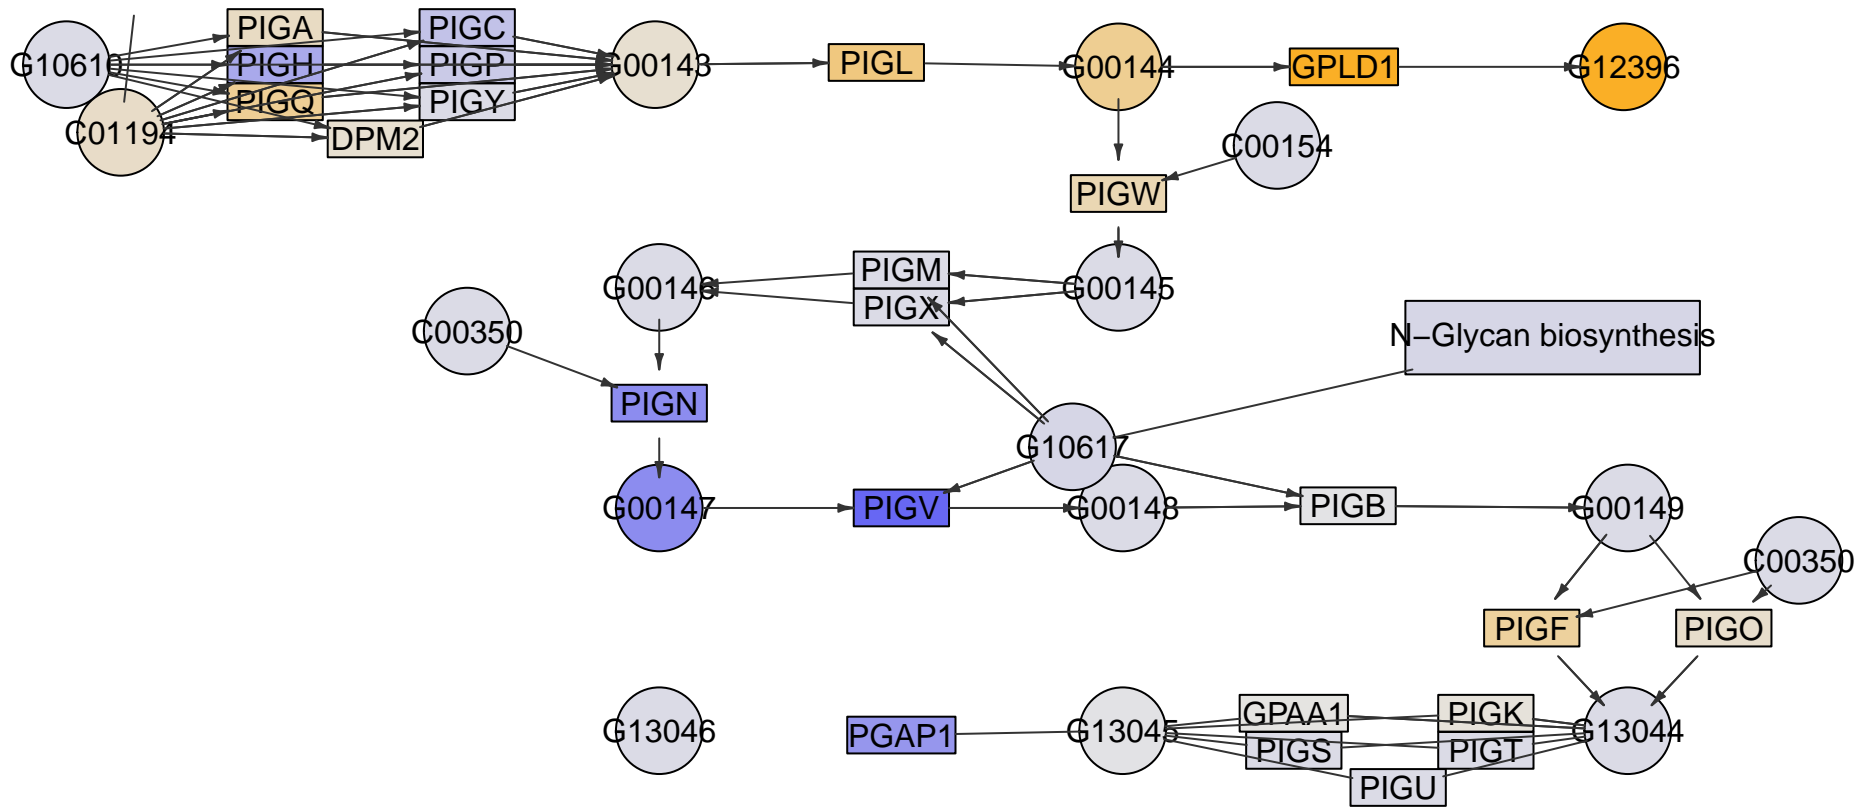 PIGA
PIGC
G10610
PIGH
PIGP
G00143
PIGL
G00144
GPLD1
G12396
PIGQ
PIGY
C01194
DPM2
C00154
PIGW
PIGM
G00146
G00145
PIGX
C00350
N–Glycan biosynthesis
PIGN
G10617
G00147
PIGV
G00148
PIGB
G00149
C00350
PIGF
PIGO
GPAA1
PIGK
G13046
PGAP1
G13045
G13044
PIGS
PIGT
PIGU